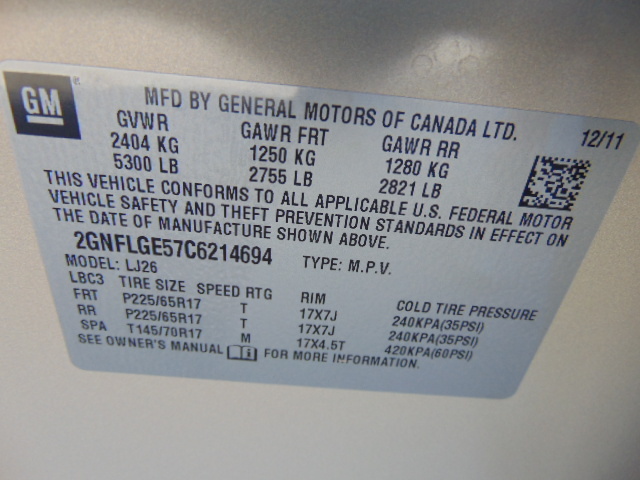 GM
MFD BY GENERAL MOTORS OF CANADA LTD.
GVWR GAWR FRT GAWR RR 12/11
2404 KG 1250 KG 1280 KG
5300 LB 2755 LB 2821 LB
THIS VEHICLE CONFORMS TO ALL APPLICABLE U.S. FEDERAL MOTOR
VEHICLE SAFETY AND THEFT PREVENTION STANDARDS IN EFFECT ON
THE DATE OF MANUFACTURE SHOWN ABOVE.
2GNFLGE57C6214694 TYPE: M.P.V.
MODEL: LJ26
LBC3 TIRE SIZE SPEED RTG RIM COLD TIRE PRESSURE
FRT P225/65R17 T 17X7J 240KPA(35PSI)
RR P225/65R17 T 17X7J 240KPA(35PSI)
SPA T145/70R17 M 17X4.5T 420KPA(60PSI)
SEE OWNER'S MANUAL FOR MORE INFORMATION.